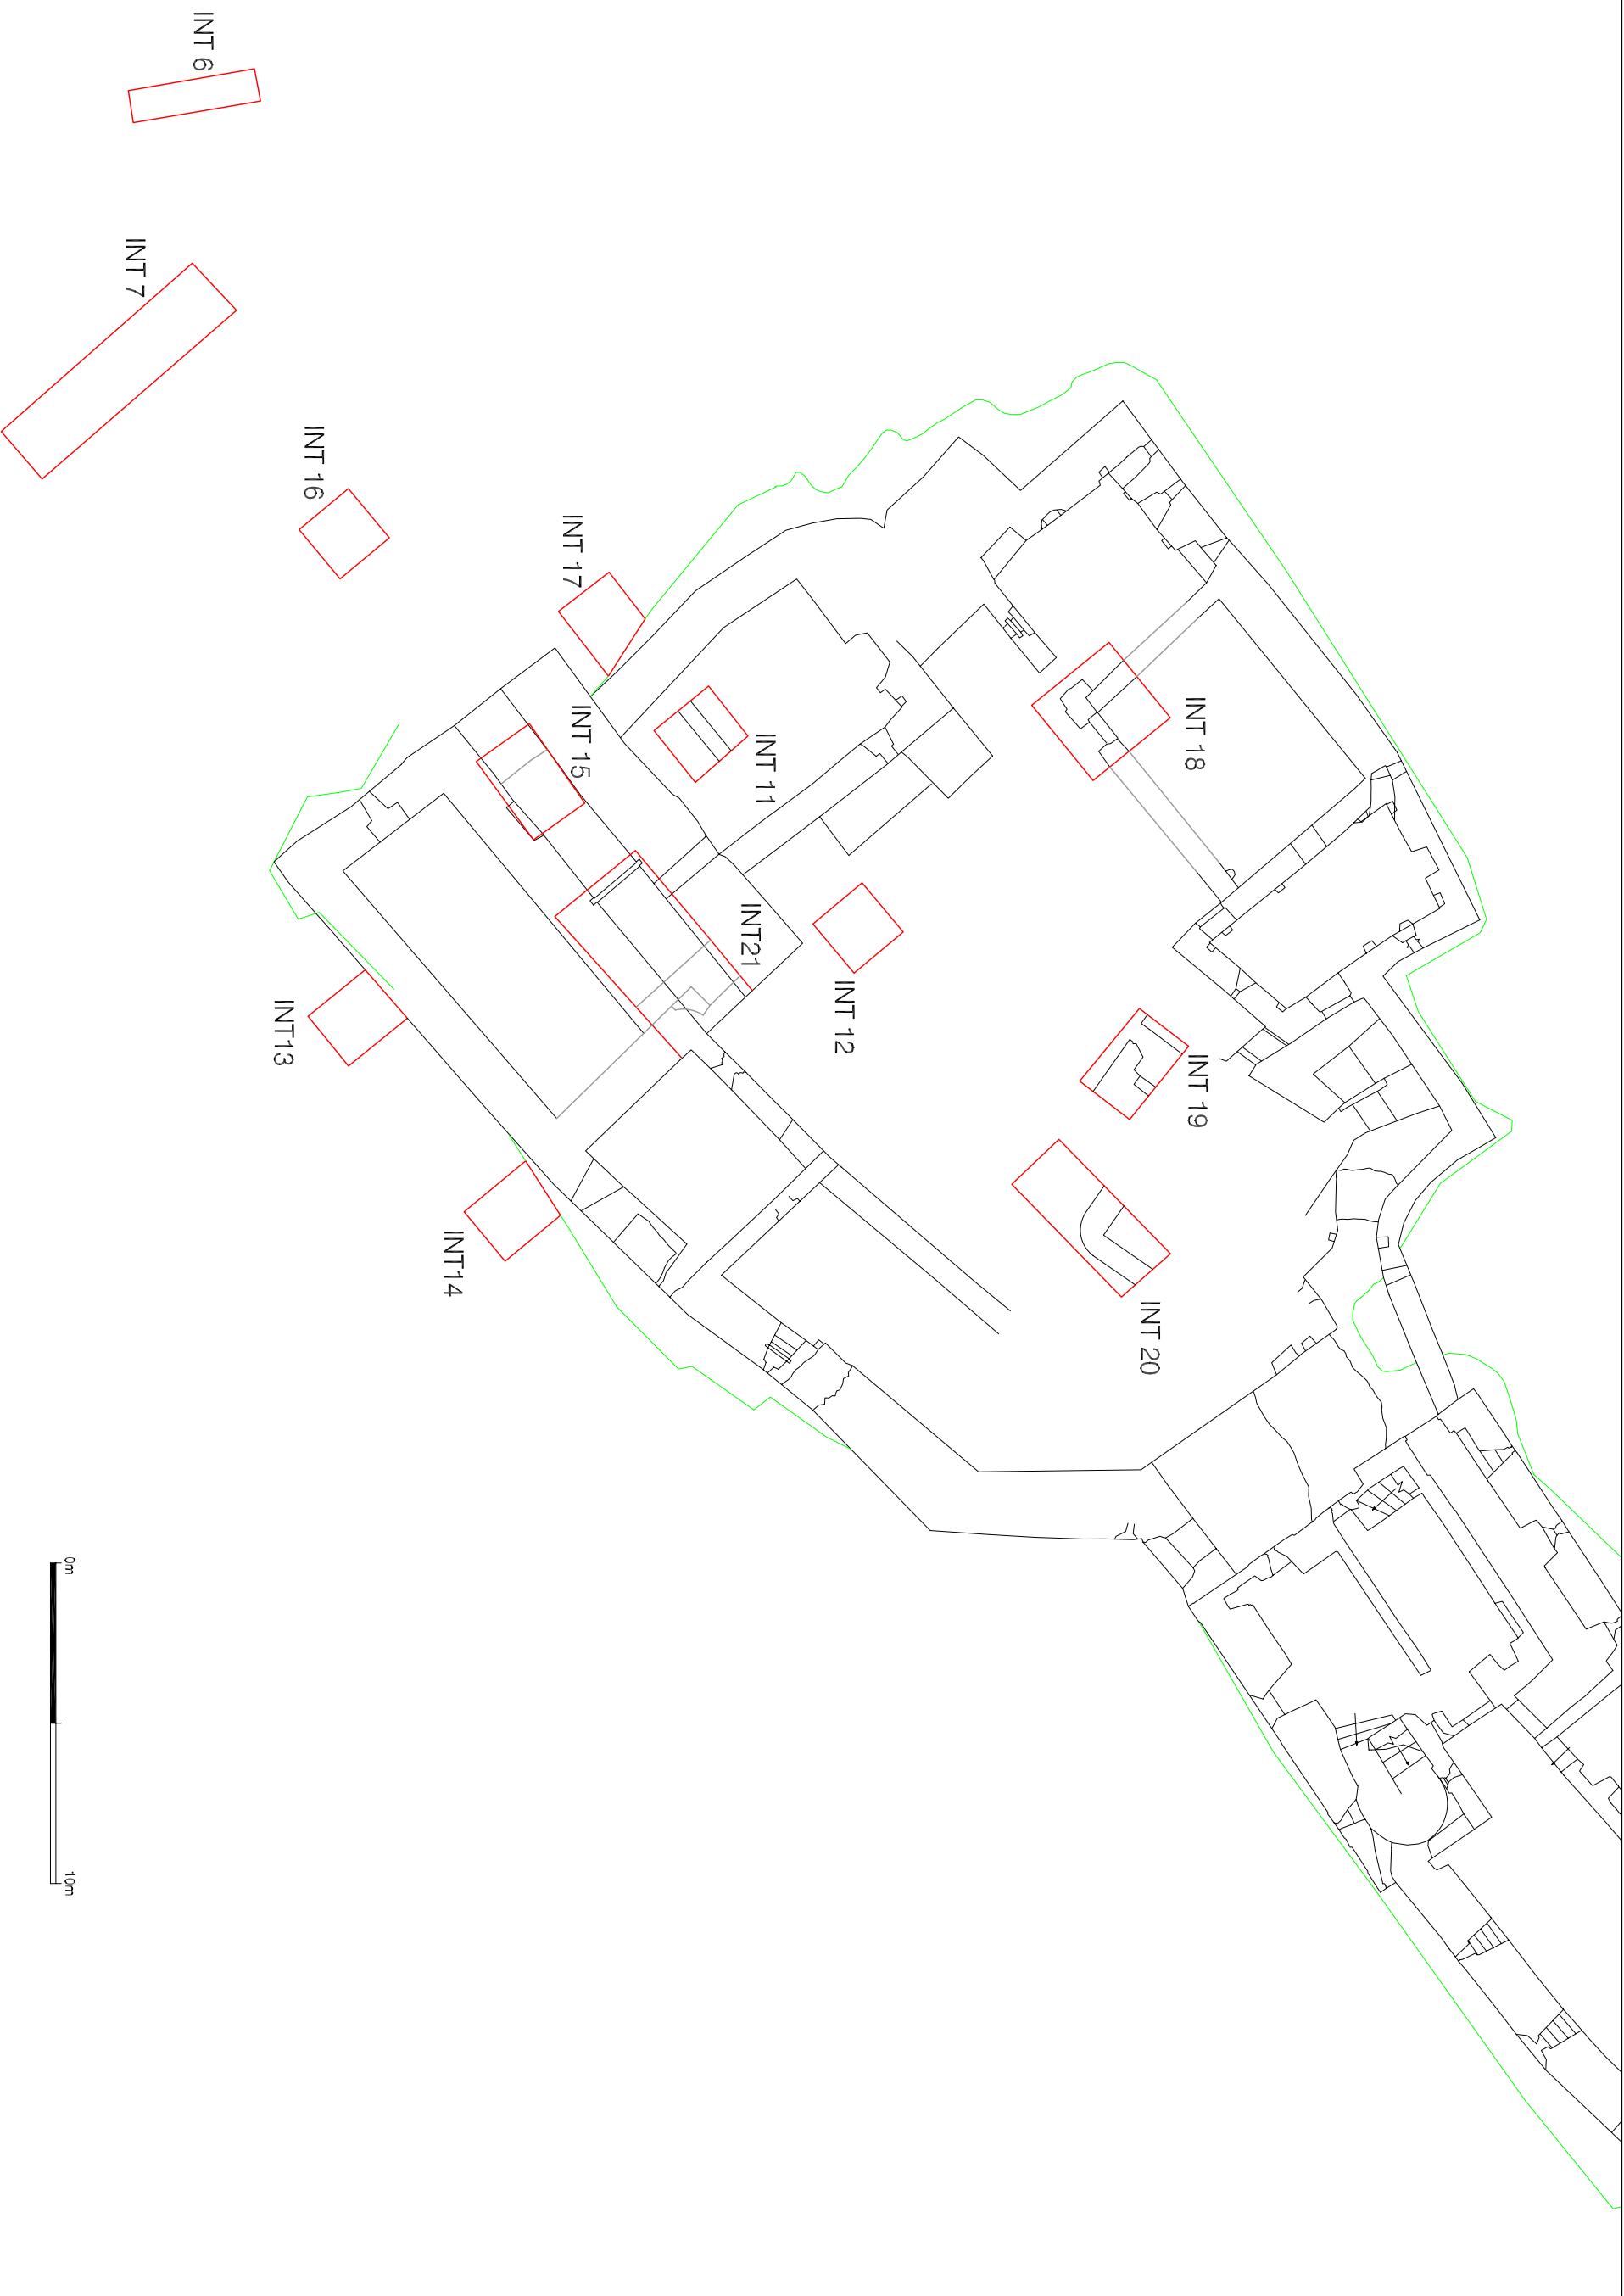 INT 6
INT 7
INT 16
INT 17
INT 18
INT 15
INT 11
INT21
INT 12
INT13
INT 19
INT14
INT 20
0m
10m